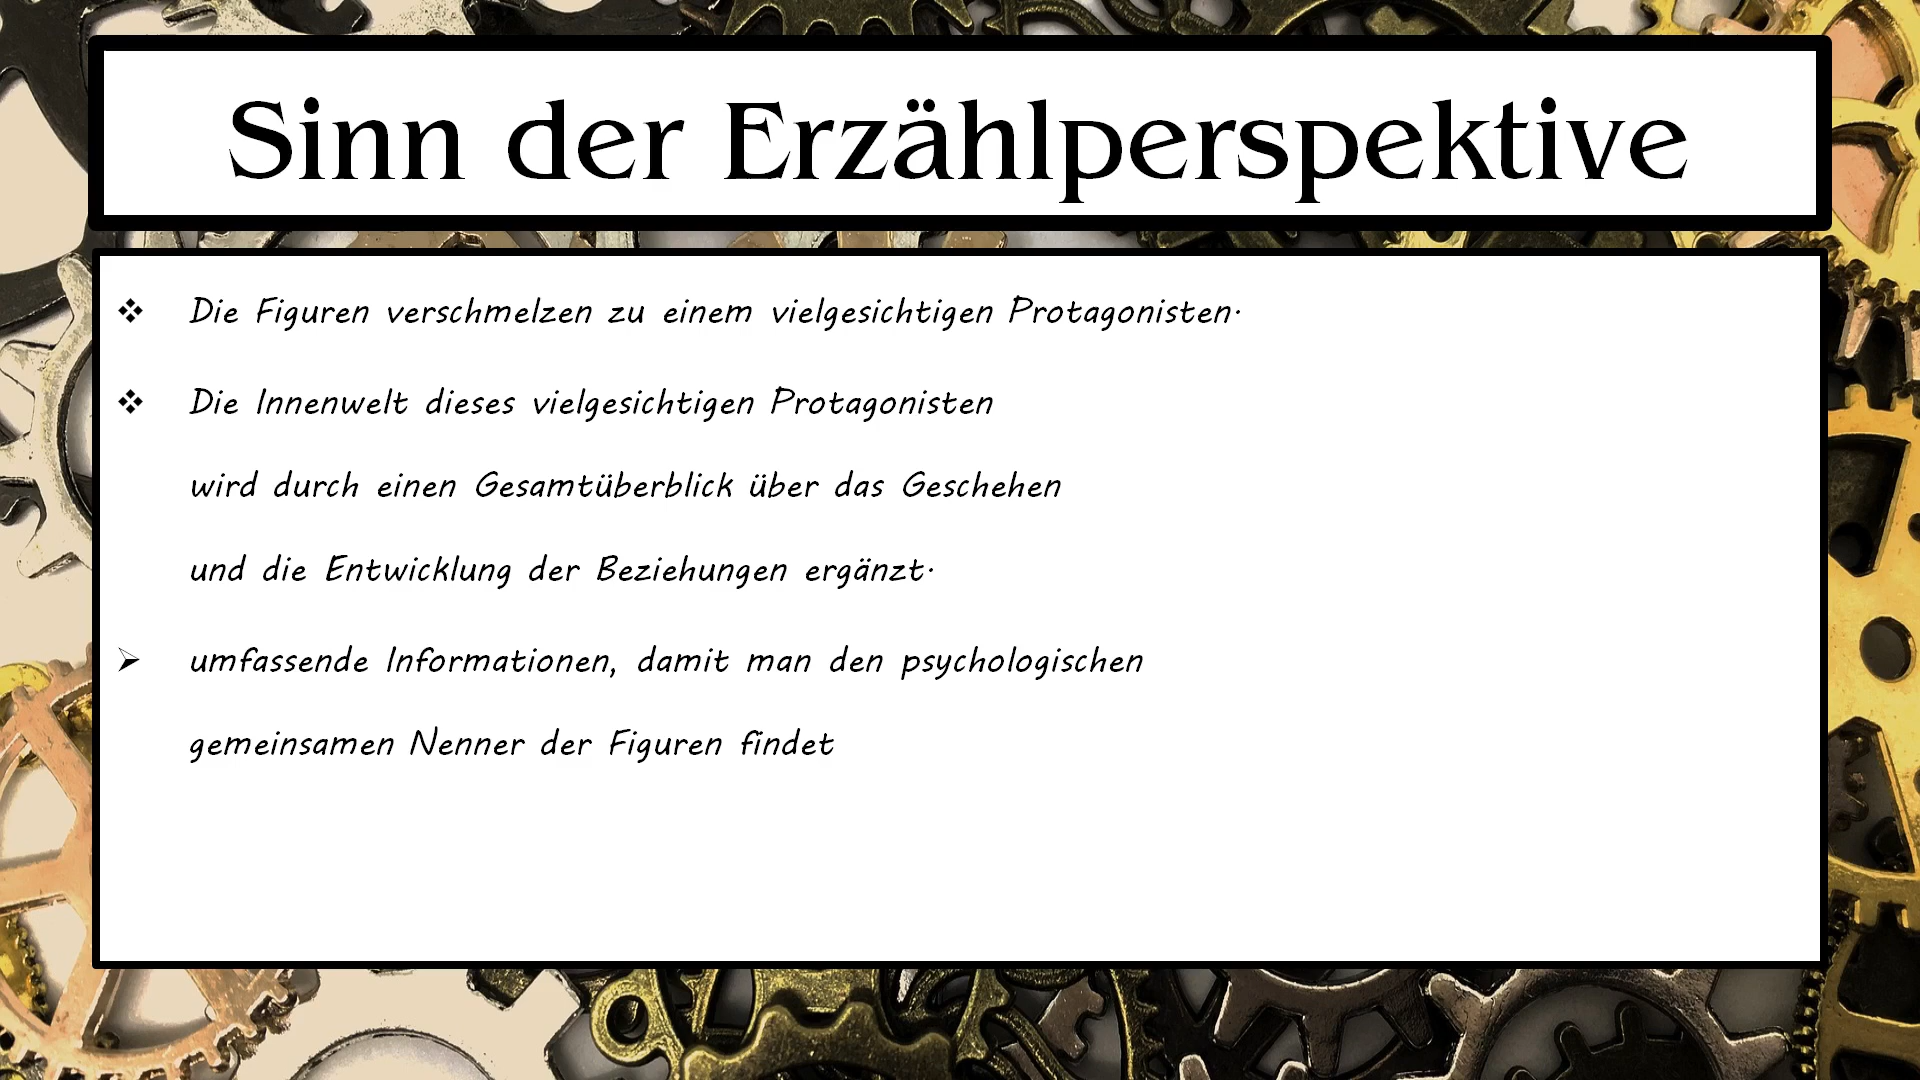 Sinn der Erzählperspektive
❖ Die Figuren verschmelzen zu einem vielgesichtigen Protagonisten.
❖ Die Innenwelt dieses vielgesichtigen Protagonisten
wird durch einen Gesamtüberblick über das Geschehen
und die Entwicklung der Beziehungen ergänzt.
➢ umfassende Informationen, damit man den psychologischen
gemeinsamen Nenner der Figuren findet